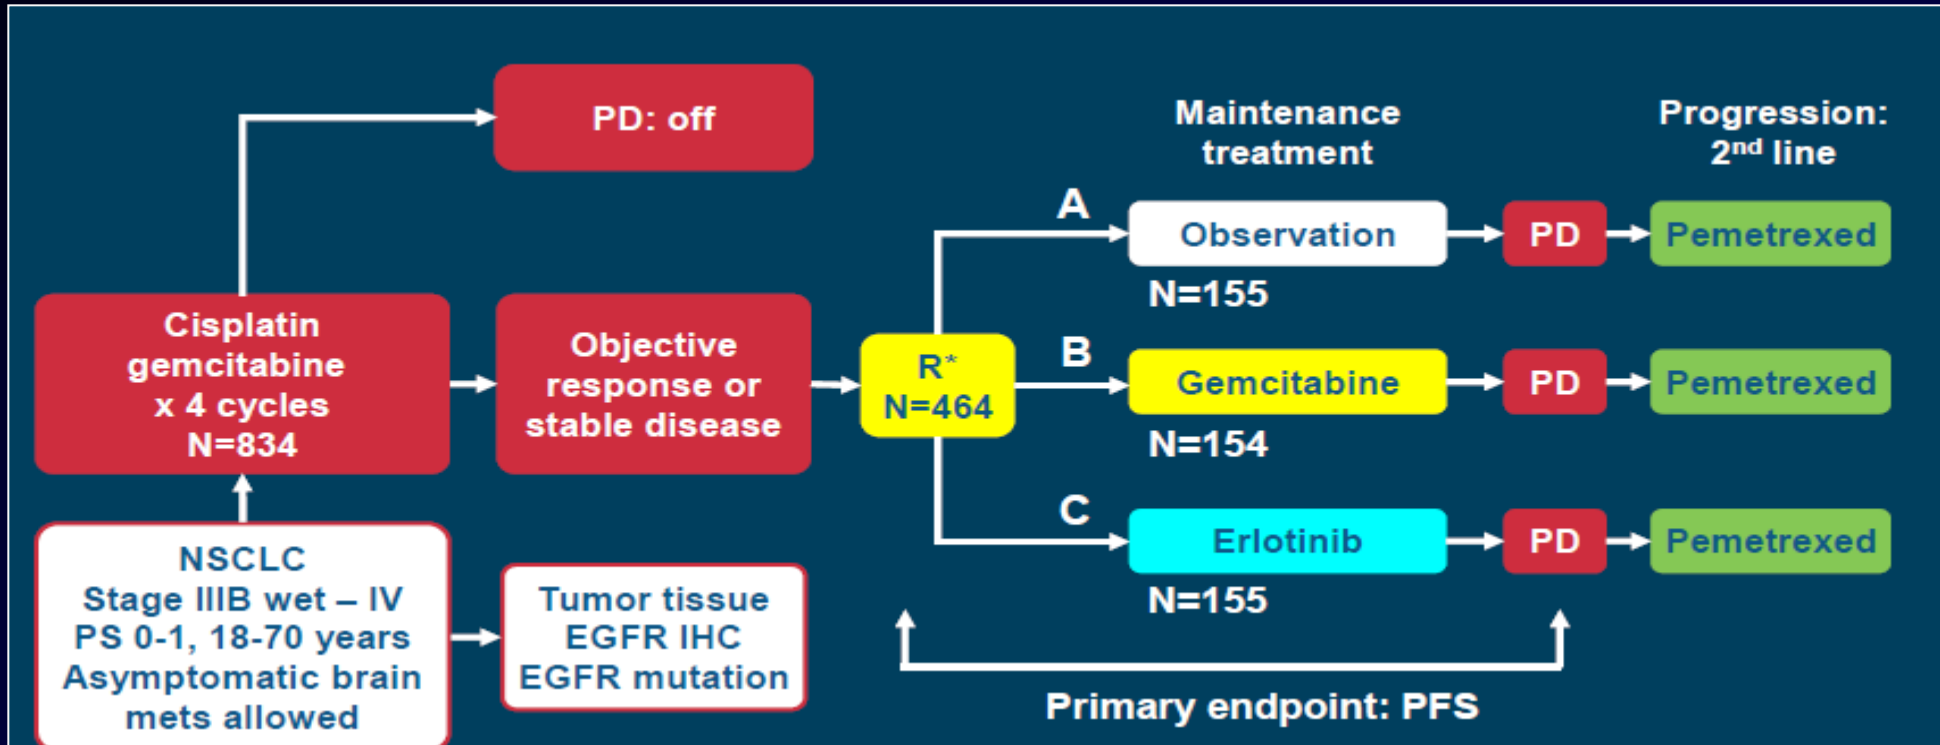 PD: off
Maintenance
treatment
Progression:
2nd line
Cisplatin
gemcitabine
x 4 cycles
N=834
Objective
response or
stable disease
R*
N=464
A
Observation
PD
Pemetrexed
N=155
B
Gemcitabine
PD
Pemetrexed
N=154
C
Erlotinib
PD
Pemetrexed
N=155
NSCLC
Stage IIIB wet – IV
PS 0-1, 18-70 years
Asymptomatic brain
mets allowed
Tumor tissue
EGFR IHC
EGFR mutation
Primary endpoint: PFS